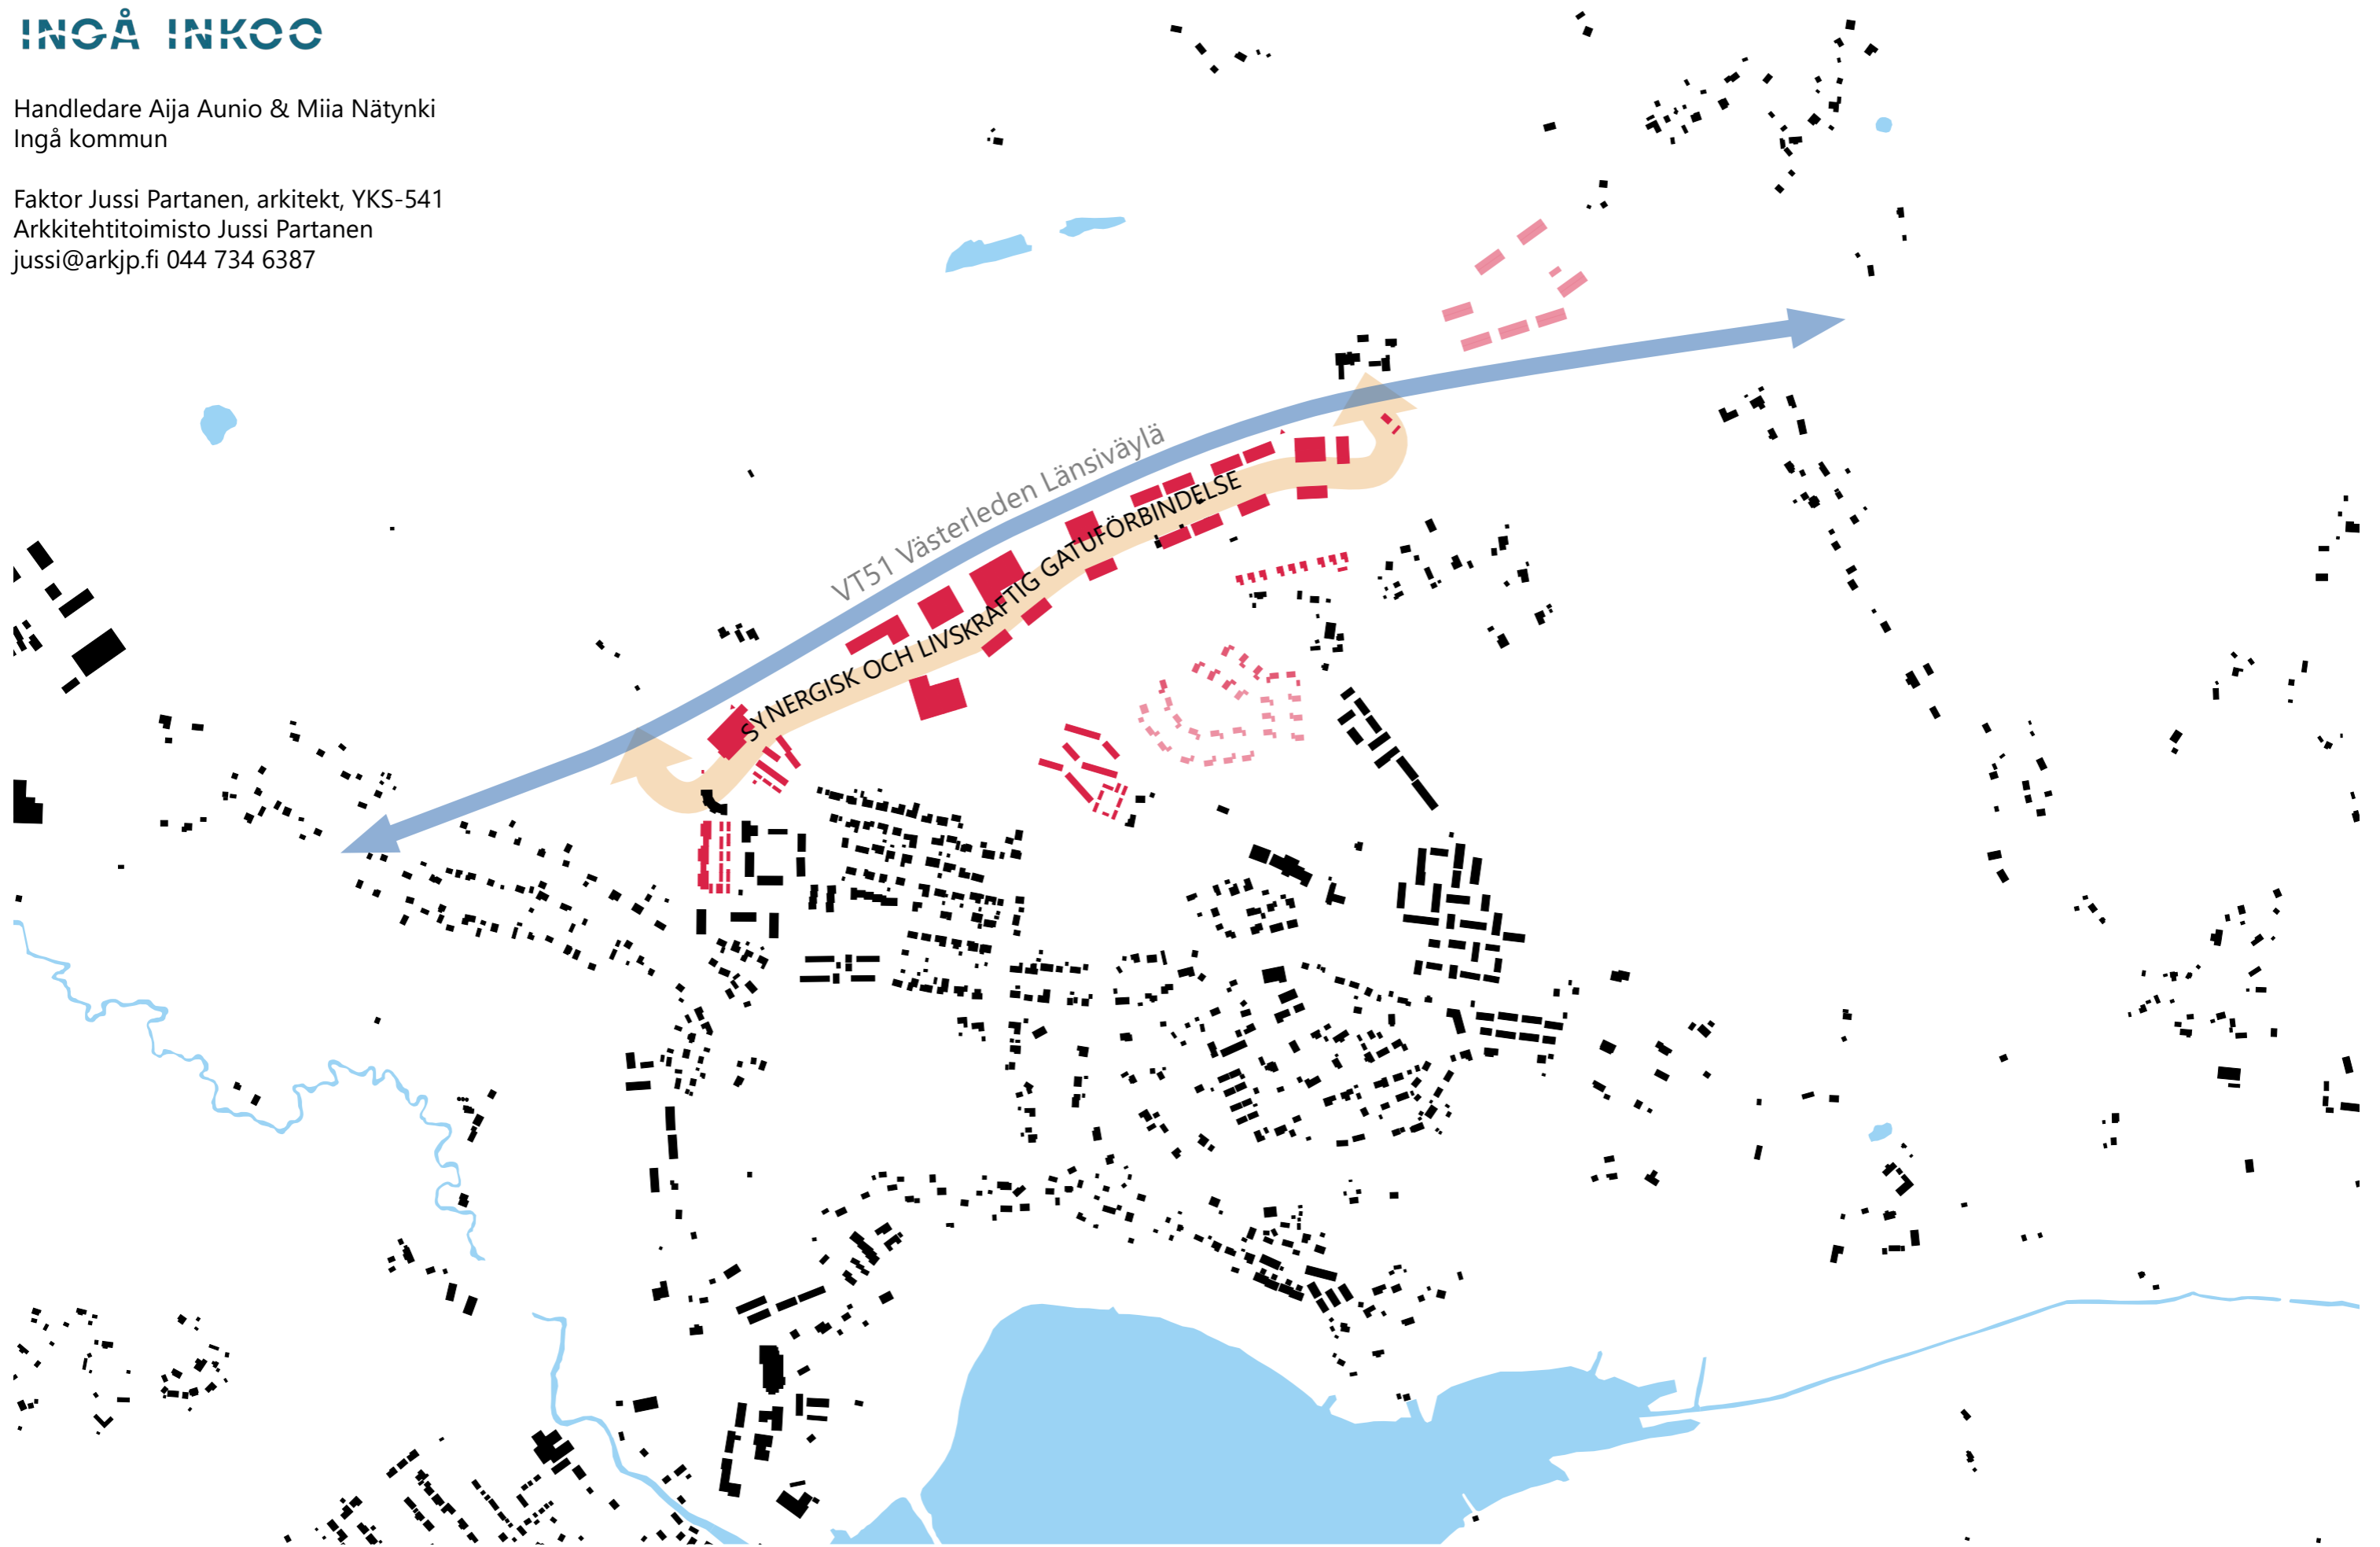 INGÅ INKOO
Handledare Aija Aunio & Miia Nätynki
Ingå kommun
Faktor Jussi Partanen, arkitekt, YKS-541
Arkkitehtitoimisto Jussi Partanen
jussi@arkjp.fi 044 734 6387
VT51 Västerleden Länsiväylä
SYNERGISK OCH LIVSKRAFTIG GATUFÖRBINDELSE